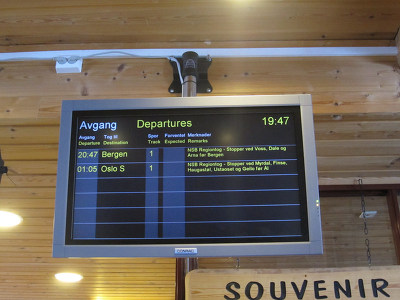 Avgang Departures 19:47
Avgang Tog til Spor Forventet Merknader
Departure Destination Track Expected Remarks
20:47 Bergen 1 NSB Regiontog - Stopper ved Voss, Dale og
Arna før Bergen
01:05 Oslo S 1 NSB Regiontog - Stopper ved Myrdal, Finse,
Haugastøl, Ustaoset og Geilo før Ål
SOUVENIR